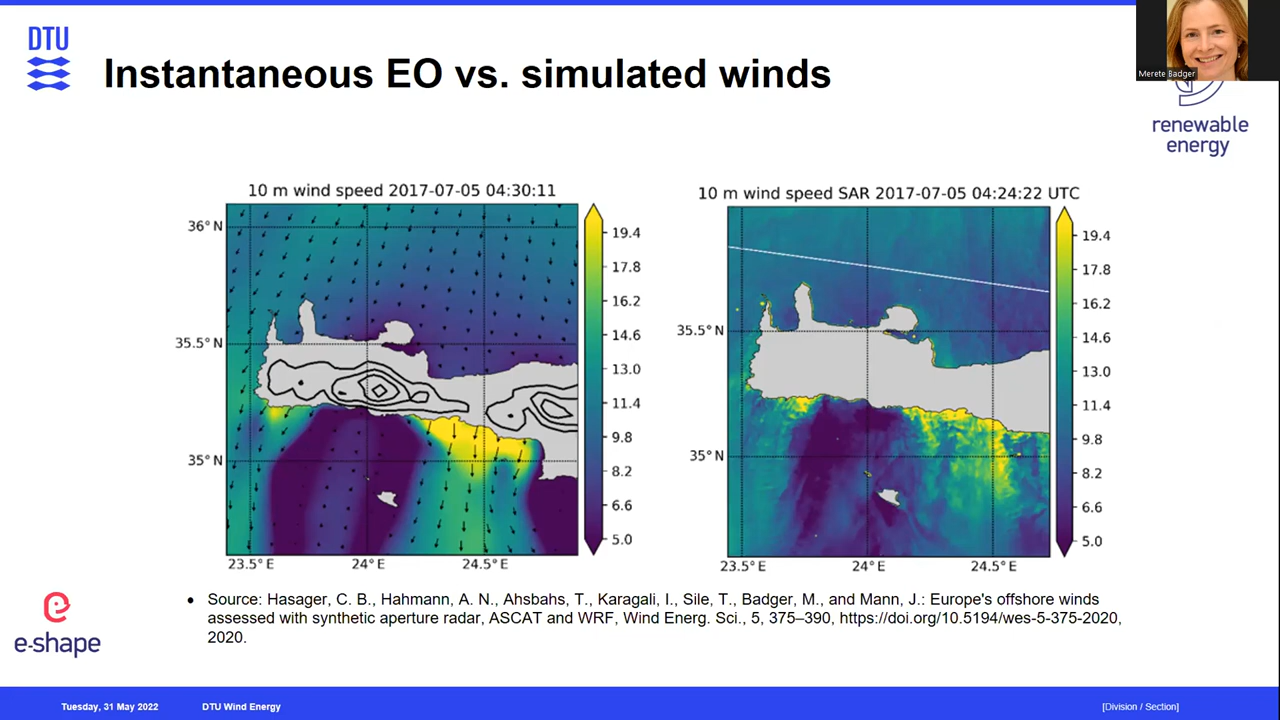 DTU
Instantaneous EO vs. simulated winds
Merete Badger
renewable
energy
10 m wind speed 2017-07-05 04:30:11
36°N
35.5°N
35°N
23.5°E
24°E
24.5°E
19.4
17.8
16.2
14.6
13.0
11.4
9.8
8.2
6.6
5.0
10 m wind speed SAR 2017-07-05 04:24:22 UTC
35.5°N
35°N
23.5°E
24°E
24.5°E
19.4
17.8
16.2
14.6
13.0
11.4
9.8
8.2
6.6
5.0
• Source: Hasager, C. B., Hahmann, A. N., Ahsbahs, T., Karagali, I., Sile, T., Badger, M., and Mann, J.: Europe's offshore winds
assessed with synthetic aperture radar, ASCAT and WRF, Wind Energ. Sci., 5, 375–390, https://doi.org/10.5194/wes-5-375-2020,
2020.
e-shape
Tuesday, 31 May 2022
DTU Wind Energy
[Division / Section]